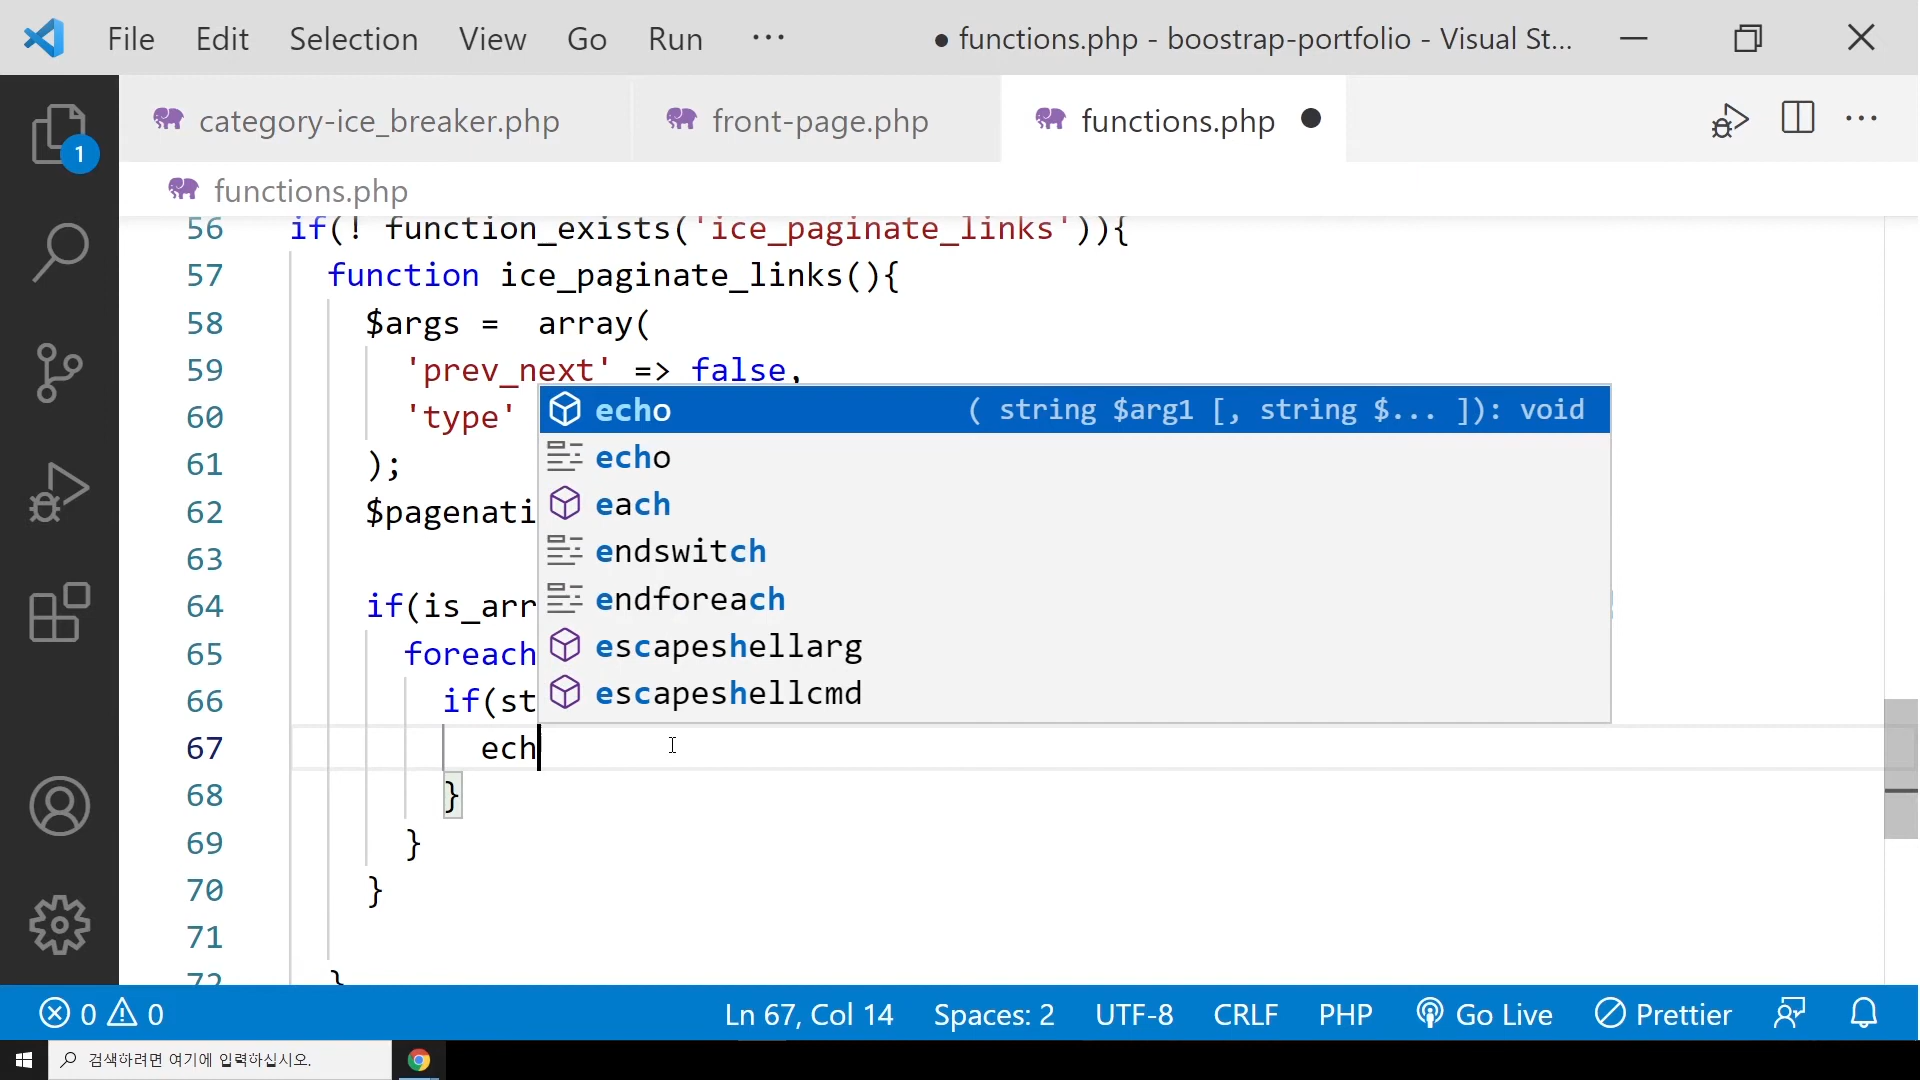 File Edit Selection View Go Run ···
● functions.php - boostrap-portfolio - Visual St...
category-ice_breaker.php
front-page.php
functions.php ●
···
1
functions.php
56 if(! function_exists('ice_paginate_links')){
57 function ice_paginate_links(){
58 $args = array(
59 'prev_next' => false,
60 'type'
61 );
62 $pagenati
63
64 if(is_arr
65 foreach
66 if(st
67 ech
68 }
69 }
70 }
71
72 }
echo ( string $arg1 [, string $... ]): void
echo
each
endswitch
endforeach
escapeshellarg
escapeshellcmd
0 0 Ln 67, Col 14 Spaces: 2 UTF-8 CRLF PHP Go Live Prettier
검색하려면 여기에 입력하십시오.